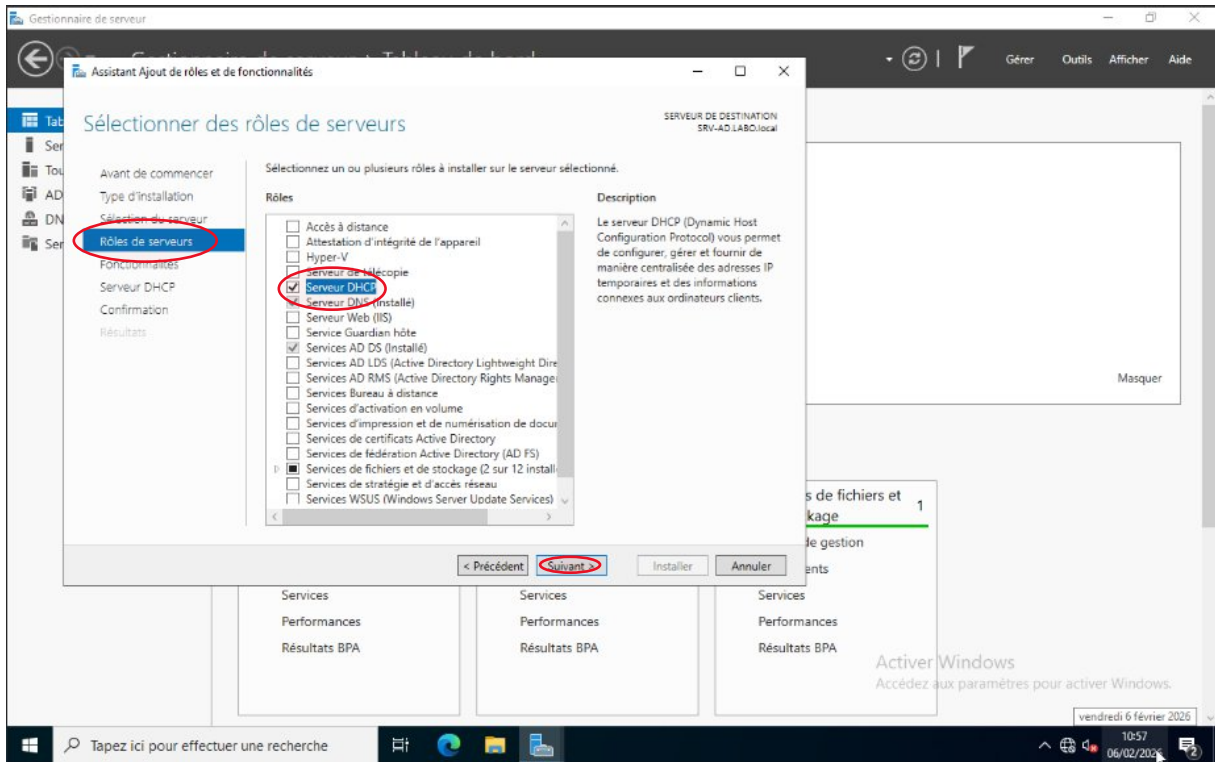 Gestionnaire de serveur
Gérer Outils Afficher Aide
Assistant Ajout de rôles et de fonctionnalités
Sélectionner des rôles de serveurs
SERVEUR DE DESTINATION
SRV-AD.LABO.local
Tab
Ser
Tou
AD
DN
Ser
Avant de commencer
Type d'installation
Sélection du serveur
Rôles de serveurs
Fonctionnalités
Serveur DHCP
Confirmation
Résultats
Sélectionnez un ou plusieurs rôles à installer sur le serveur sélectionné.
Rôles
Accès à distance
Attestation d'intégrité de l'appareil
Hyper-V
Serveur de télécopie
Serveur DHCP
Serveur DNS (Installé)
Serveur Web (IIS)
Service Guardian hôte
Services AD DS (Installé)
Services AD LDS (Active Directory Lightweight Dire
Services AD RMS (Active Directory Rights Manage
Services Bureau à distance
Services d'activation en volume
Services d'impression et de numérisation de docu
Services de certificats Active Directory
Services de fédération Active Directory (AD FS)
Services de fichiers et de stockage (2 sur 12 install
Services de stratégie et d'accès réseau
Services WSUS (Windows Server Update Services)
Description
Le serveur DHCP (Dynamic Host
Configuration Protocol) vous permet
de configurer, gérer et fournir de
manière centralisée des adresses IP
temporaires et des informations
connexes aux ordinateurs clients.
< Précédent Suivant > Installer Annuler
Masquer
s de fichiers et 1
kage
de gestion
ents
Services Services Services
Performances Performances Performances
Résultats BPA Résultats BPA Résultats BPA
Activer Windows
Accédez aux paramètres pour activer Windows.
vendredi 6 février 2026
Tapez ici pour effectuer une recherche
10:57
06/02/2026
2